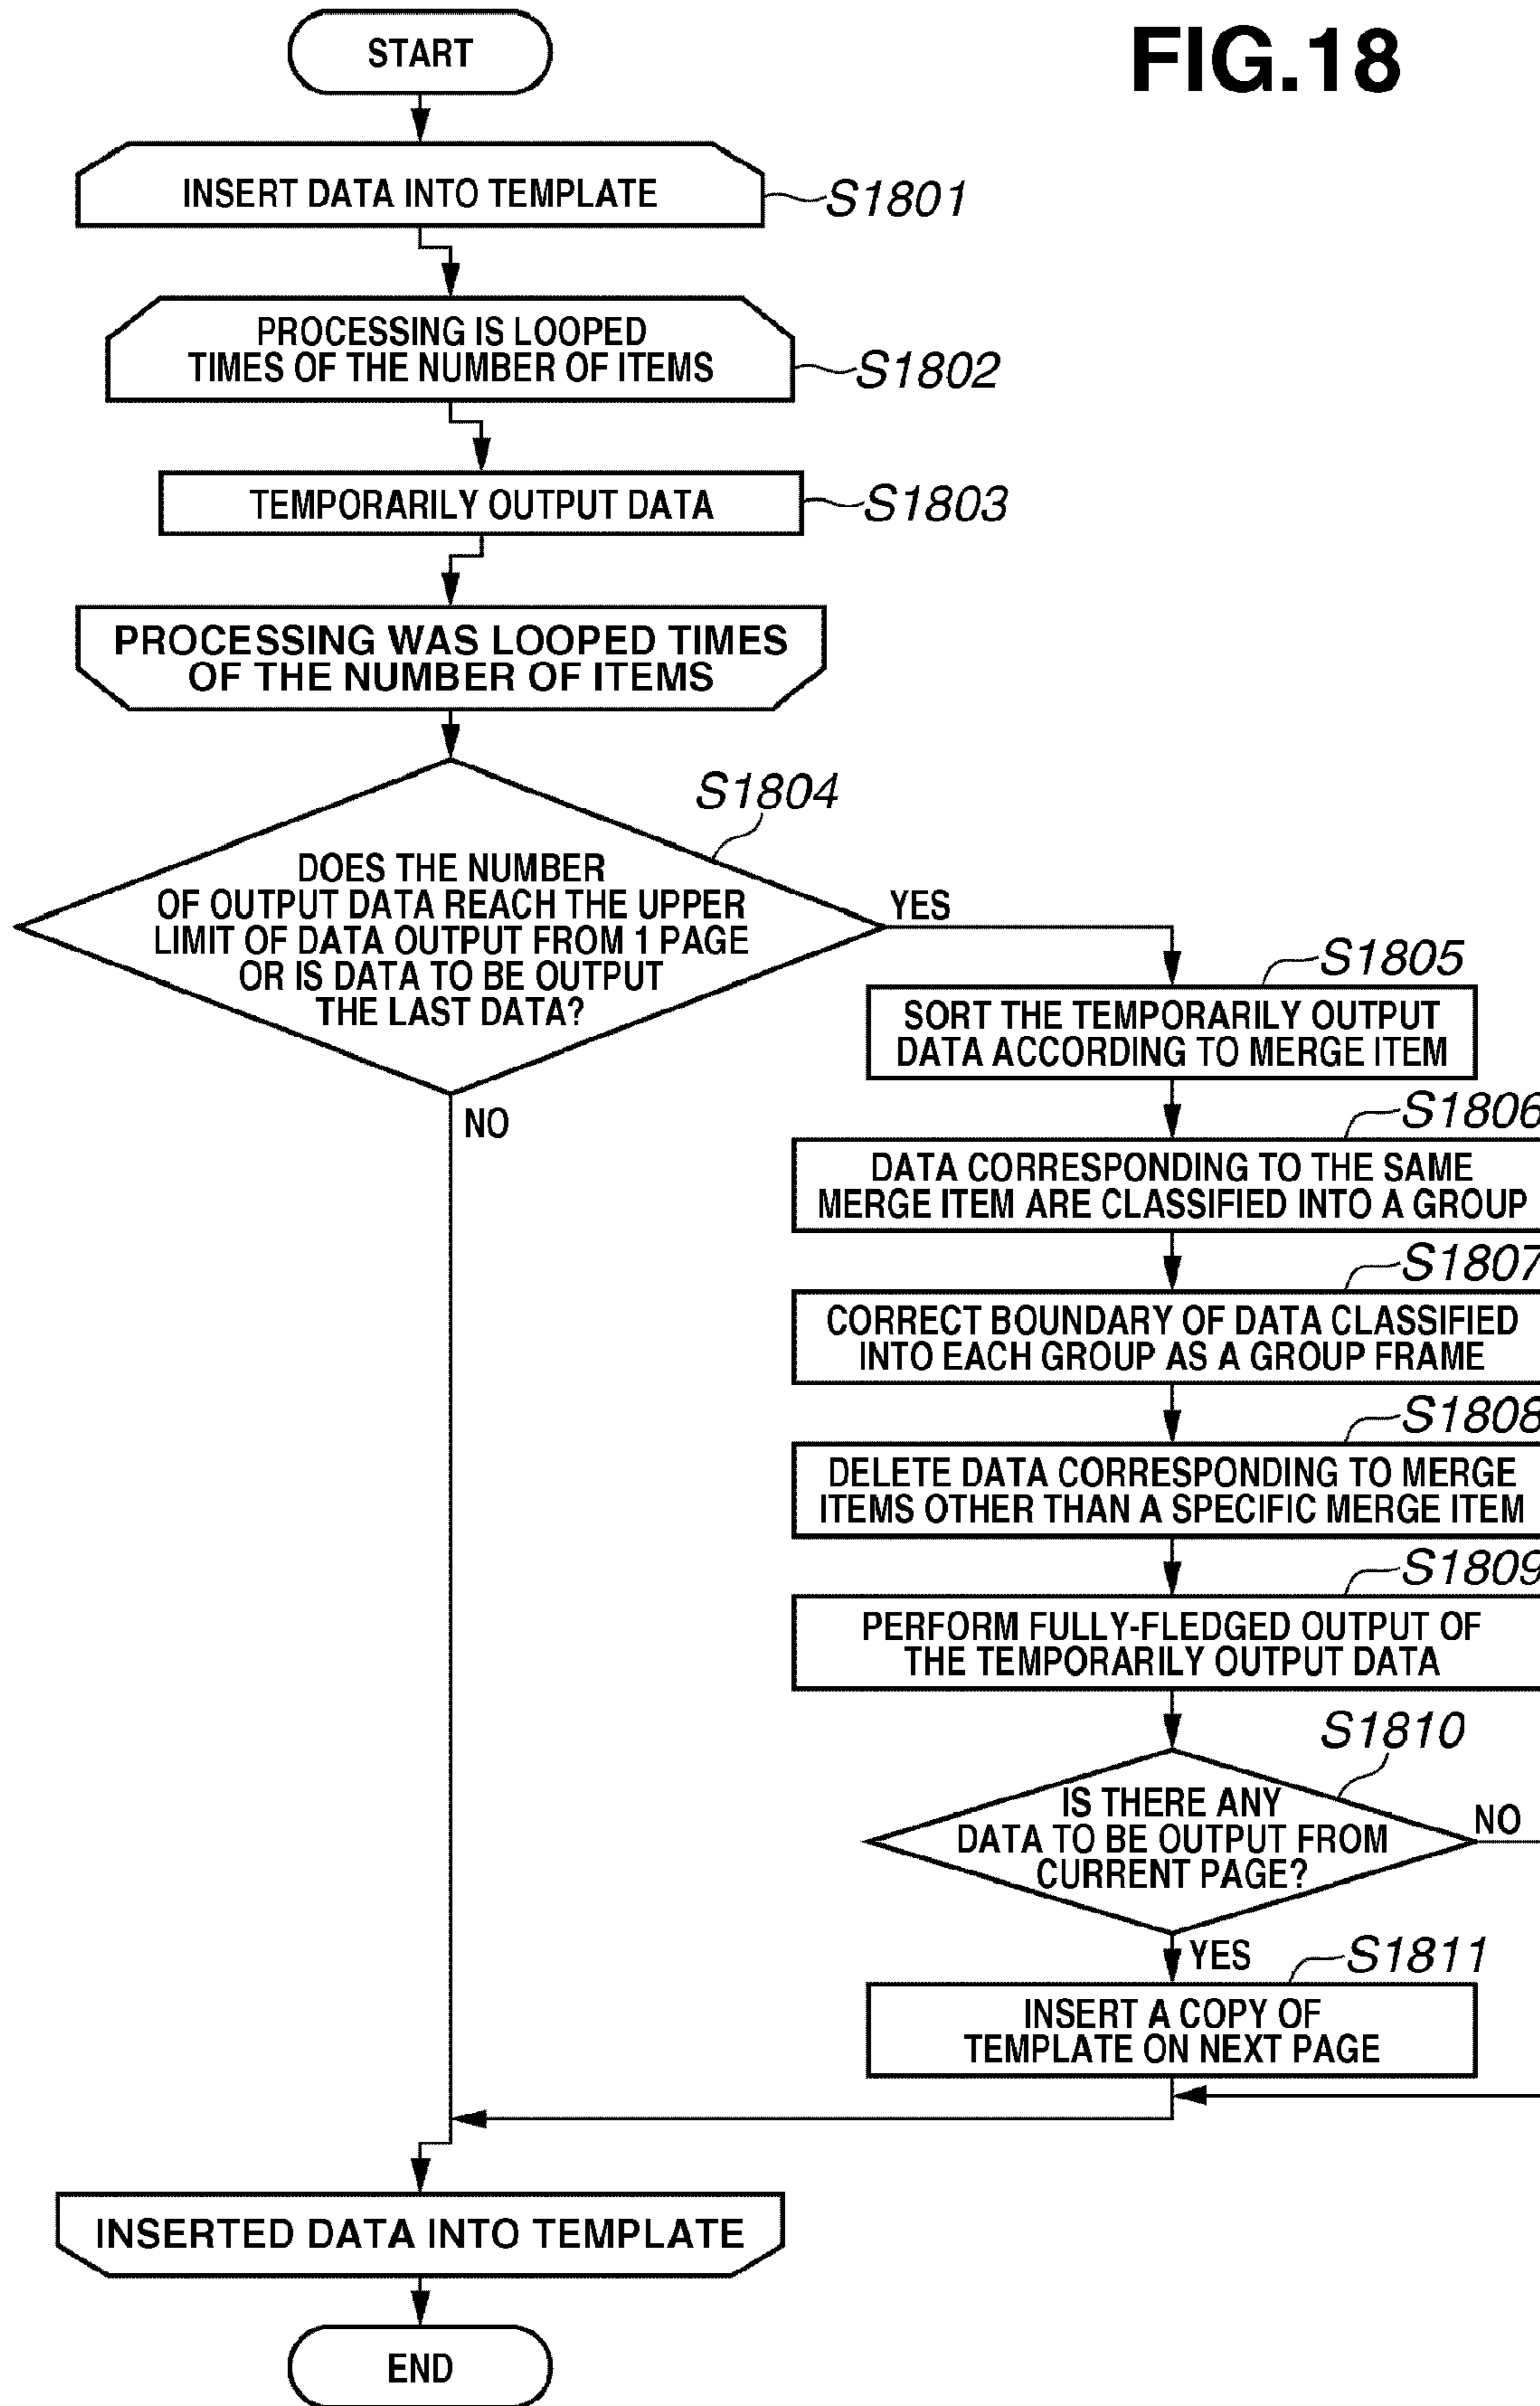 FIG.18
START
INSERT DATA INTO TEMPLATE
S1801
PROCESSING IS LOOPED
TIMES OF THE NUMBER OF ITEMS
S1802
TEMPORARILY OUTPUT DATA
S1803
PROCESSING WAS LOOPED TIMES
OF THE NUMBER OF ITEMS
S1804
DOES THE NUMBER
OF OUTPUT DATA REACH THE UPPER
LIMIT OF DATA OUTPUT FROM 1 PAGE
OR IS DATA TO BE OUTPUT
THE LAST DATA?
YES
NO
S1805
SORT THE TEMPORARILY OUTPUT
DATA ACCORDING TO MERGE ITEM
S1806
DATA CORRESPONDING TO THE SAME
MERGE ITEM ARE CLASSIFIED INTO A GROUP
S1807
CORRECT BOUNDARY OF DATA CLASSIFIED
INTO EACH GROUP AS A GROUP FRAME
S1808
DELETE DATA CORRESPONDING TO MERGE
ITEMS OTHER THAN A SPECIFIC MERGE ITEM
S1809
PERFORM FULLY-FLEDGED OUTPUT OF
THE TEMPORARILY OUTPUT DATA
S1810
IS THERE ANY
DATA TO BE OUTPUT FROM
CURRENT PAGE?
NO
YES
S1811
INSERT A COPY OF
TEMPLATE ON NEXT PAGE
INSERTED DATA INTO TEMPLATE
END